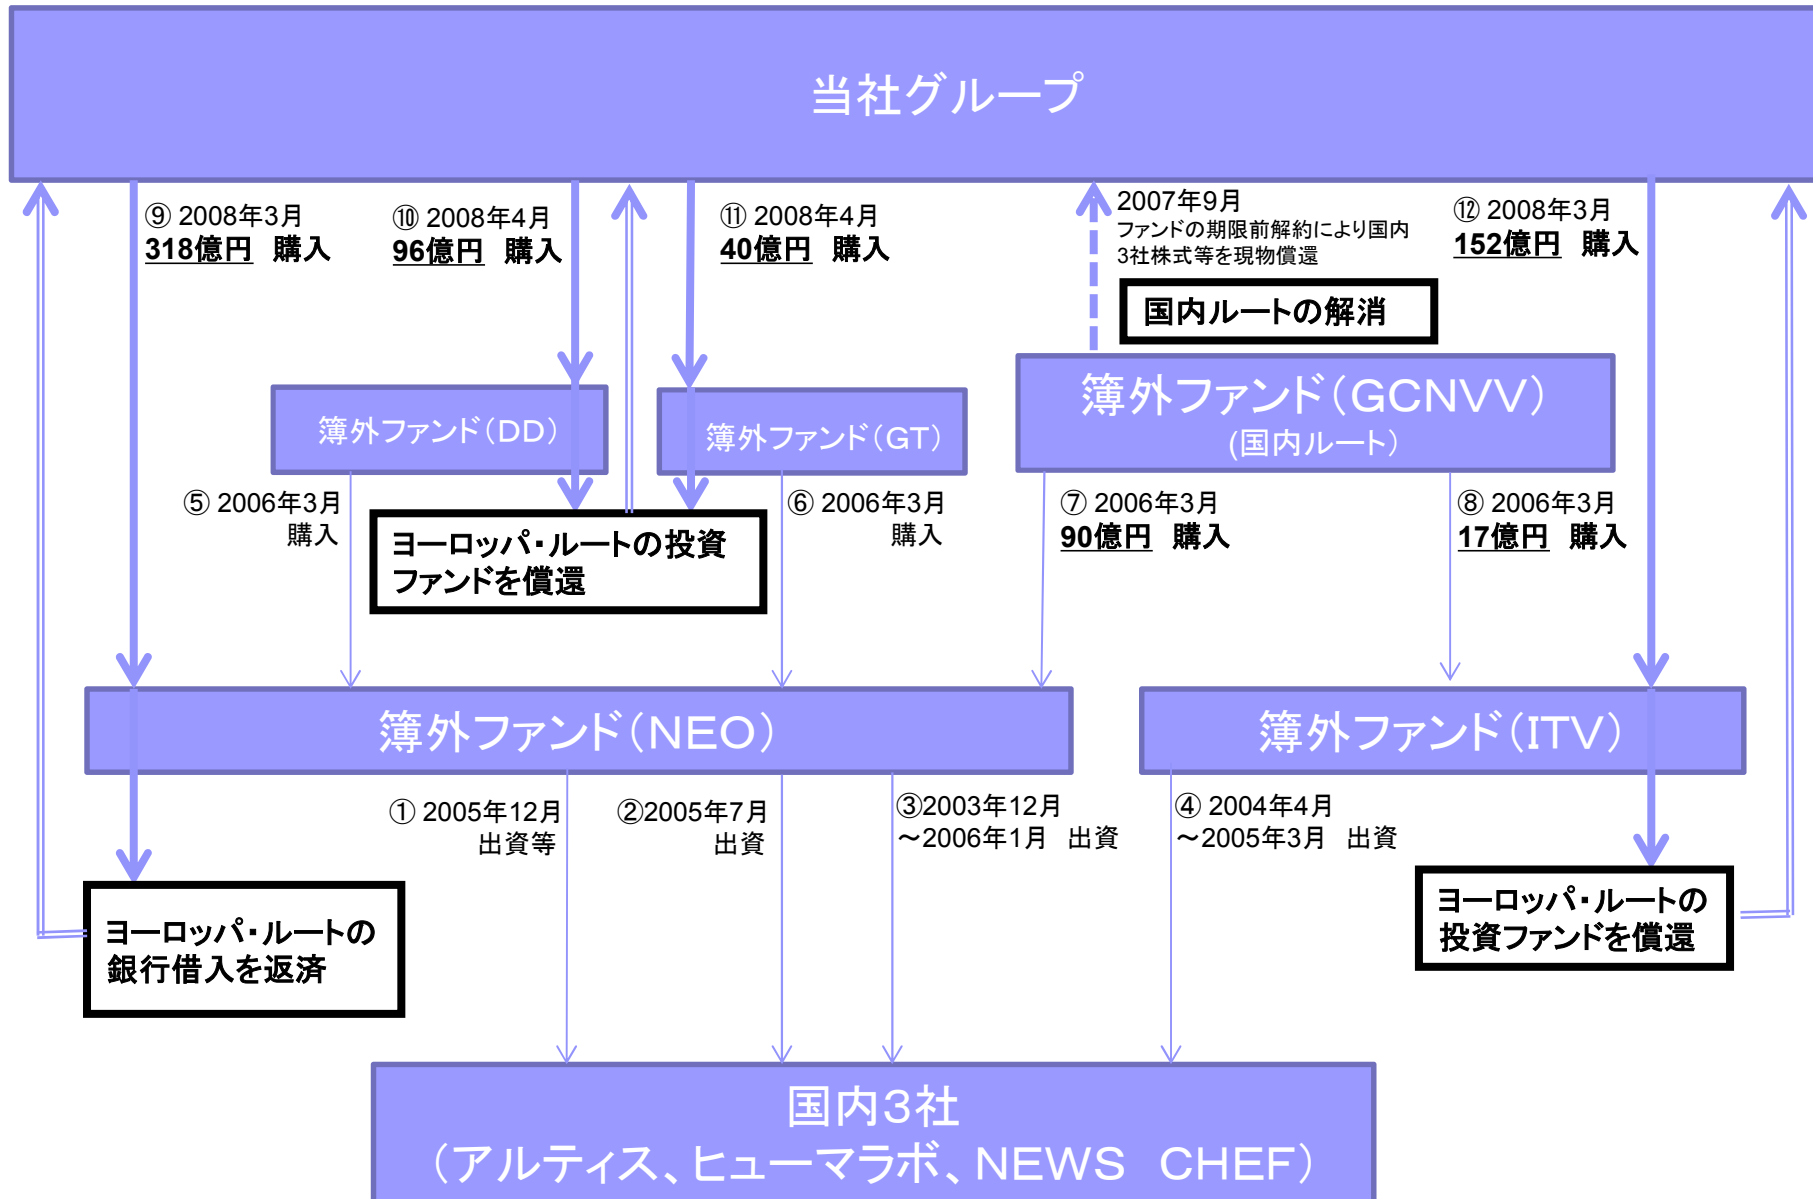 当社グループ
⑨ 2008年3月
318億円 購入
⑩ 2008年4月
96億円 購入
⑪ 2008年4月
40億円 購入
2007年9月
ファンドの期限前解約により国内
3社株式等を現物償還
国内ルートの解消
⑫ 2008年3月
152億円 購入
簿外ファンド(DD)
簿外ファンド(GT)
簿外ファンド(GCNVV)
(国内ルート)
⑤ 2006年3月
購入
ヨーロッパ・ルートの投資
ファンドを償還
⑥ 2006年3月
購入
⑦ 2006年3月
90億円 購入
⑧ 2006年3月
17億円 購入
簿外ファンド(NEO)
簿外ファンド(ITV)
① 2005年12月
出資等
②2005年7月
出資
③2003年12月
～2006年1月 出資
④ 2004年4月
～2005年3月 出資
ヨーロッパ・ルートの
銀行借入を返済
ヨーロッパ・ルートの
投資ファンドを償還
国内3社
(アルティス、ヒューマラボ、NEWS CHEF)